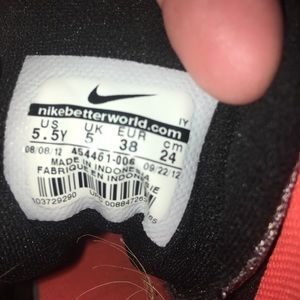 IY
nikebetterworld.com
US UK EUR cm
5.5Y 5 38 24
08/08/12 454461-006 09/22/12
MADE IN INDONESIA
FABRIQUE EN INDONESIE
103729290